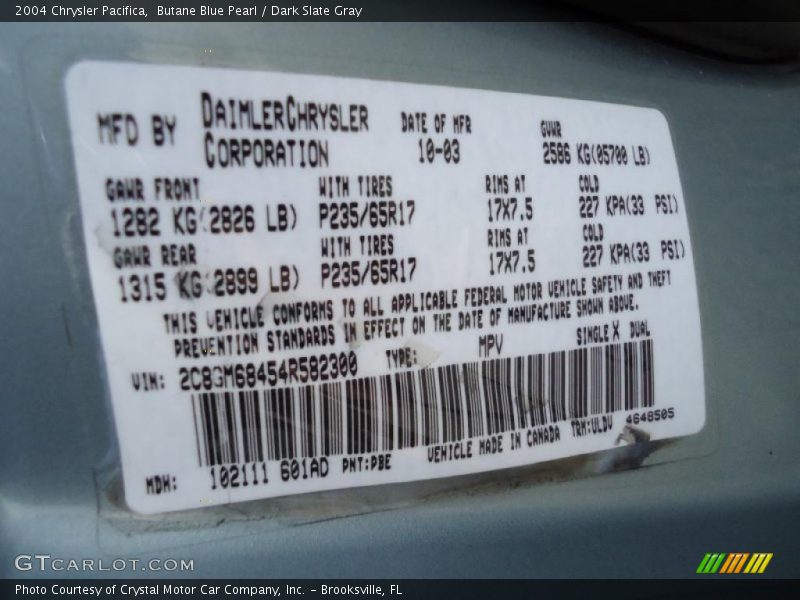 2004 Chrysler Pacifica, Butane Blue Pearl / Dark Slate Gray
MFD BY DAIMLERCHRYSLER CORPORATION DATE OF MFR 10-03 GVWR 2586 KG(05700 LB)
GAWR FRONT WITH TIRES RIMS AT COLD
1282 KG(2826 LB) P235/65R17 17X7.5 227 KPA(33 PSI)
GAWR REAR WITH TIRES RIMS AT COLD
1315 KG(2899 LB) P235/65R17 17X7.5 227 KPA(33 PSI)
THIS VEHICLE CONFORMS TO ALL APPLICABLE FEDERAL MOTOR VEHICLE SAFETY AND THEFT
PREVENTION STANDARDS IN EFFECT ON THE DATE OF MANUFACTURE SHOWN ABOVE.
VIN: 2C8GM68454R582300 TYPE: MPV SINGLE X DUAL
MDH: 102111 601AD PNT:PBE VEHICLE MADE IN CANADA TRM:ULDV 4648505
GTCARLOT.COM
Photo Courtesy of Crystal Motor Car Company, Inc. - Brooksville, FL